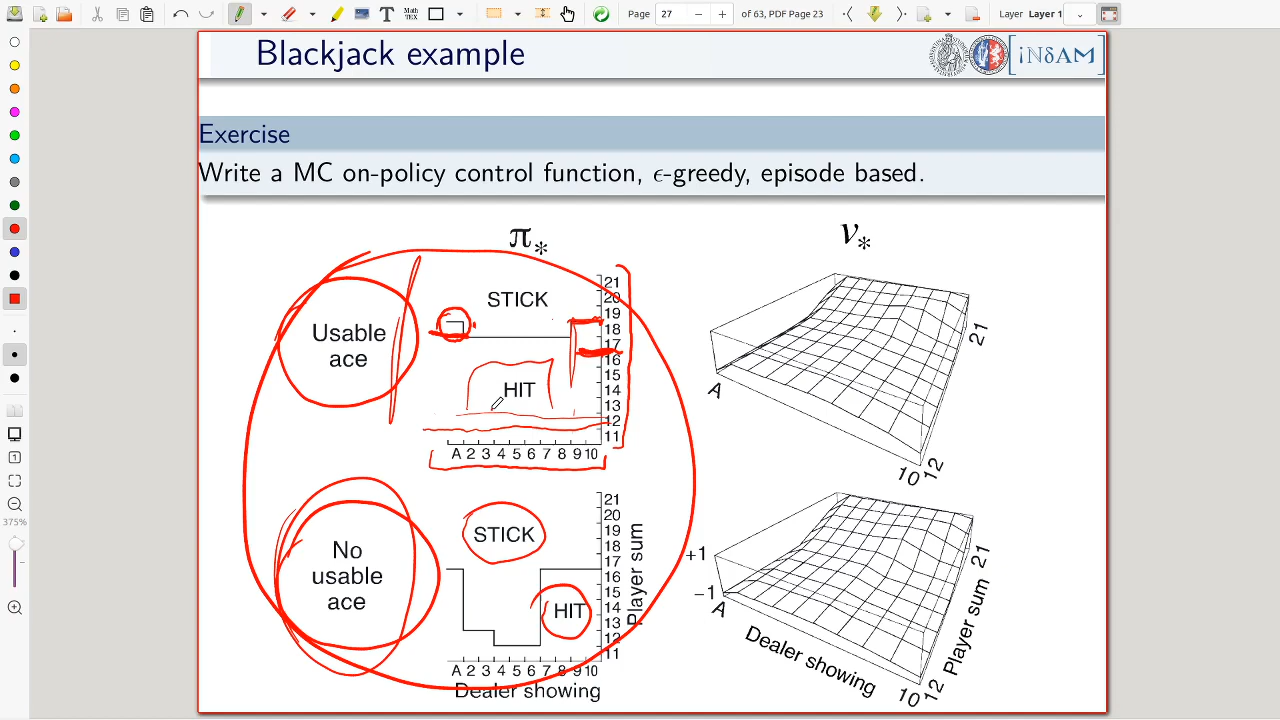 Page 27 of 62 PDF Page 23
Layer Layer 1
Blackjack example
iNδAM
Exercise
Write a MC on-policy control function, ϵ-greedy, episode based.
π*
v*
Usable
ace
STICK
HIT
21
20
19
18
17
16
15
14
13
12
11
A 2 3 4 5 6 7 8 9 10
A
10
12
21
No
usable
ace
STICK
HIT
21
20
19
18
17
16
15
14
13
12
11
Player sum
A 2 3 4 5 6 7 8 9 10
Dealer showing
+1
−1
A
Dealer showing
10
12
Player sum
21
375%